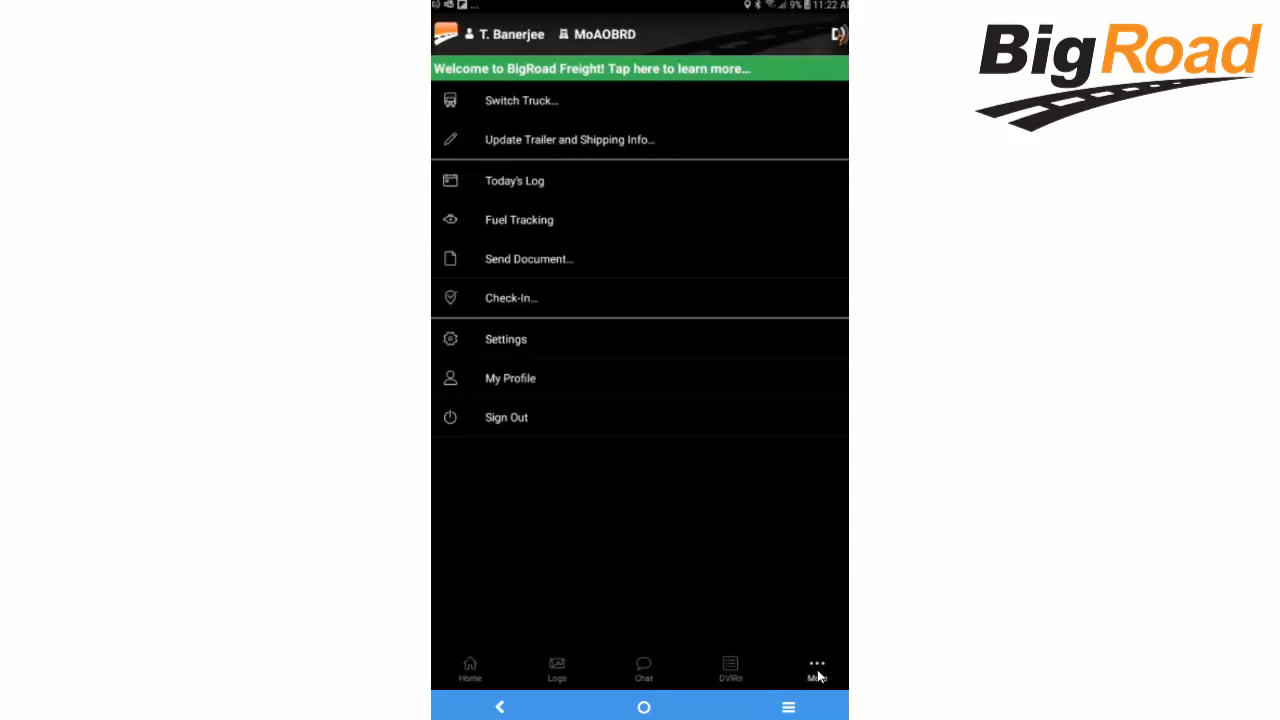 ... 9% 11:22 AM
T. Banerjee MoAOBRD
BigRoad
Welcome to BigRoad Freight! Tap here to learn more...
Switch Truck...
Update Trailer and Shipping Info...
Today's Log
Fuel Tracking
Send Document...
Check-In...
Settings
My Profile
Sign Out
Home Logs Chat DVIRs More